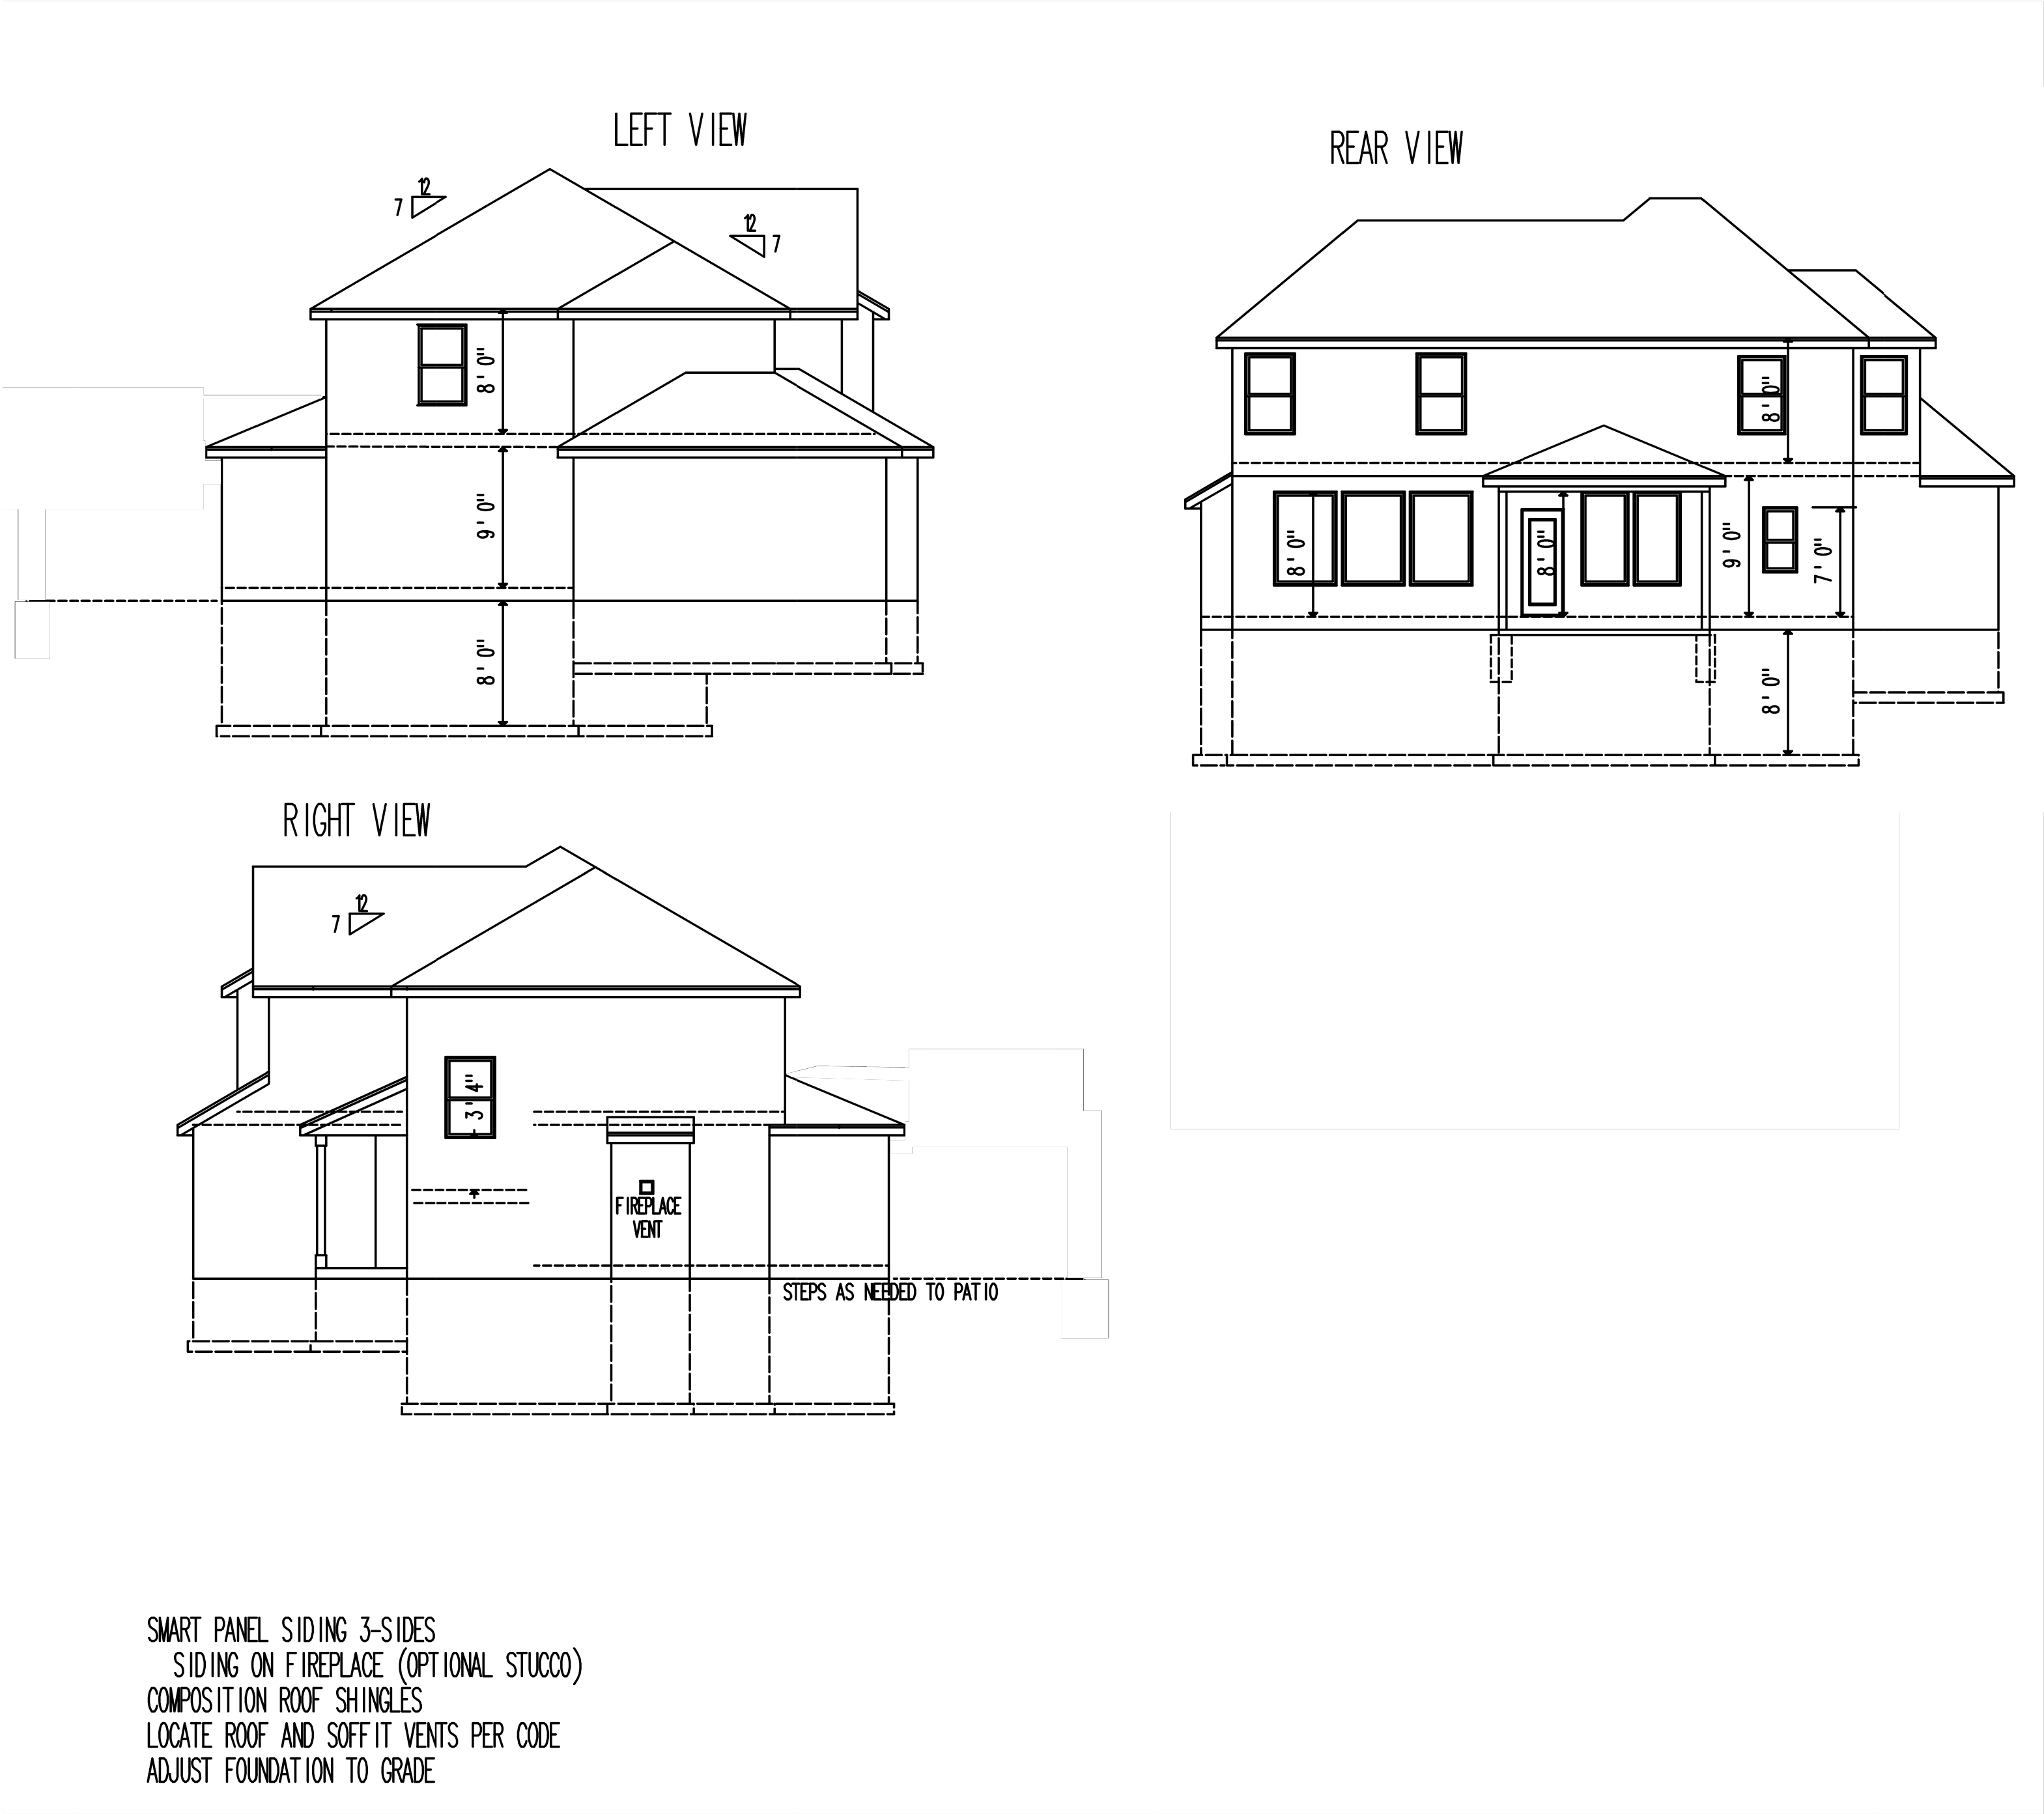 LEFT VIEW
12
7
12
7
8'0"
9'0"
8'0"
REAR VIEW
8'0"
8'0"
8'0"
9'0"
7'0"
8'0"
RIGHT VIEW
12
7
3'4"
FIREPLACE
VENT
STEPS AS NEEDED TO PATIO
SMART PANEL SIDING 3-SIDES
SIDING ON FIREPLACE (OPTIONAL STUCCO)
COMPOSITION ROOF SHINGLES
LOCATE ROOF AND SOFFIT VENTS PER CODE
ADJUST FOUNDATION TO GRADE